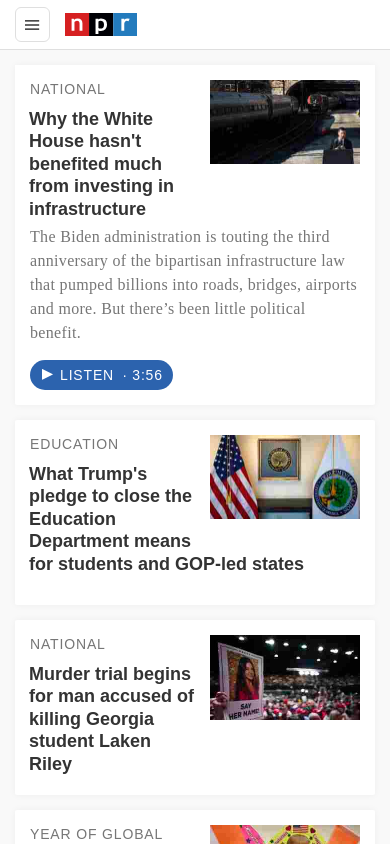 npr
NATIONAL
Why the White
House hasn't
benefited much
from investing in
infrastructure
The Biden administration is touting the third
anniversary of the bipartisan infrastructure law
that pumped billions into roads, bridges, airports
and more. But there’s been little political
benefit.
LISTEN · 3:56
EDUCATION
What Trump's
pledge to close the
Education
Department means
for students and GOP-led states
NATIONAL
Murder trial begins
for man accused of
killing Georgia
student Laken
Riley
SAY
HER NAME!
YEAR OF GLOBAL